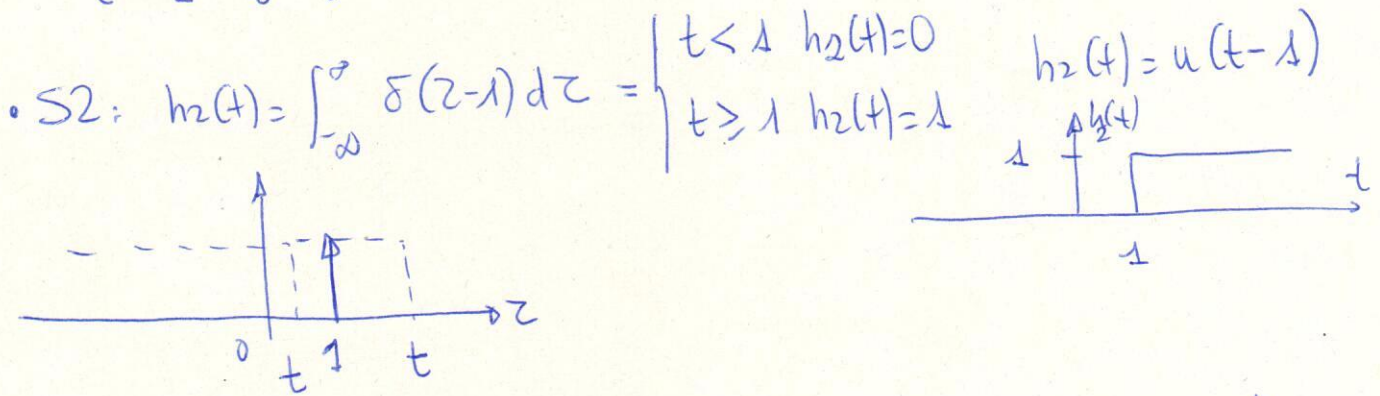 • S2: h2(t) = ∫_{-∞}^{∞} δ(τ-1) dτ = { t < 1 h2(t)=0
t ≥ 1 h2(t)=1
h2(t) = u(t-1)
h2(t)
1
t
1
τ
0 t 1 t